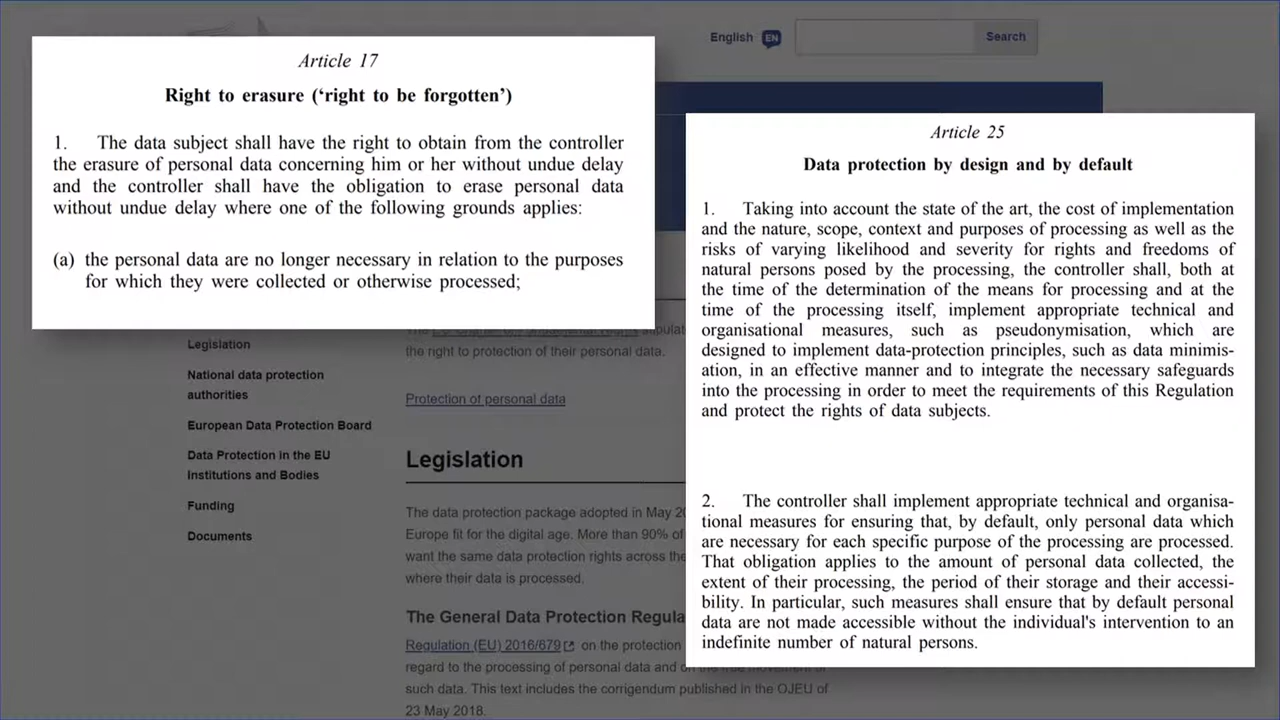 English EN
Search
Article 17
Right to erasure (‘right to be forgotten’)
1. The data subject shall have the right to obtain from the controller
the erasure of personal data concerning him or her without undue delay
and the controller shall have the obligation to erase personal data
without undue delay where one of the following grounds applies:
(a) the personal data are no longer necessary in relation to the purposes
for which they were collected or otherwise processed;
Article 25
Data protection by design and by default
1. Taking into account the state of the art, the cost of implementation
and the nature, scope, context and purposes of processing as well as the
risks of varying likelihood and severity for rights and freedoms of
natural persons posed by the processing, the controller shall, both at
the time of the determination of the means for processing and at the
time of the processing itself, implement appropriate technical and
organisational measures, such as pseudonymisation, which are
designed to implement data-protection principles, such as data minimis-
ation, in an effective manner and to integrate the necessary safeguards
into the processing in order to meet the requirements of this Regulation
and protect the rights of data subjects.
2. The controller shall implement appropriate technical and organisa-
tional measures for ensuring that, by default, only personal data which
are necessary for each specific purpose of the processing are processed.
That obligation applies to the amount of personal data collected, the
extent of their processing, the period of their storage and their accessi-
bility. In particular, such measures shall ensure that by default personal
data are not made accessible without the individual's intervention to an
indefinite number of natural persons.
Legislation
National data protection
authorities
European Data Protection Board
Data Protection in the EU
Institutions and Bodies
Funding
Documents
the right to protection of their personal data.
Protection of personal data
Legislation
The data protection package adopted in May
Europe fit for the digital age. More than 90% of
want the same data protection rights across the
where their data is processed.
The General Data Protection
Regulation (EU) 2016/679 on the protection
regard to the processing of personal data and
such data. This text includes the corrigendum published in the OJEU of
23 May 2018.